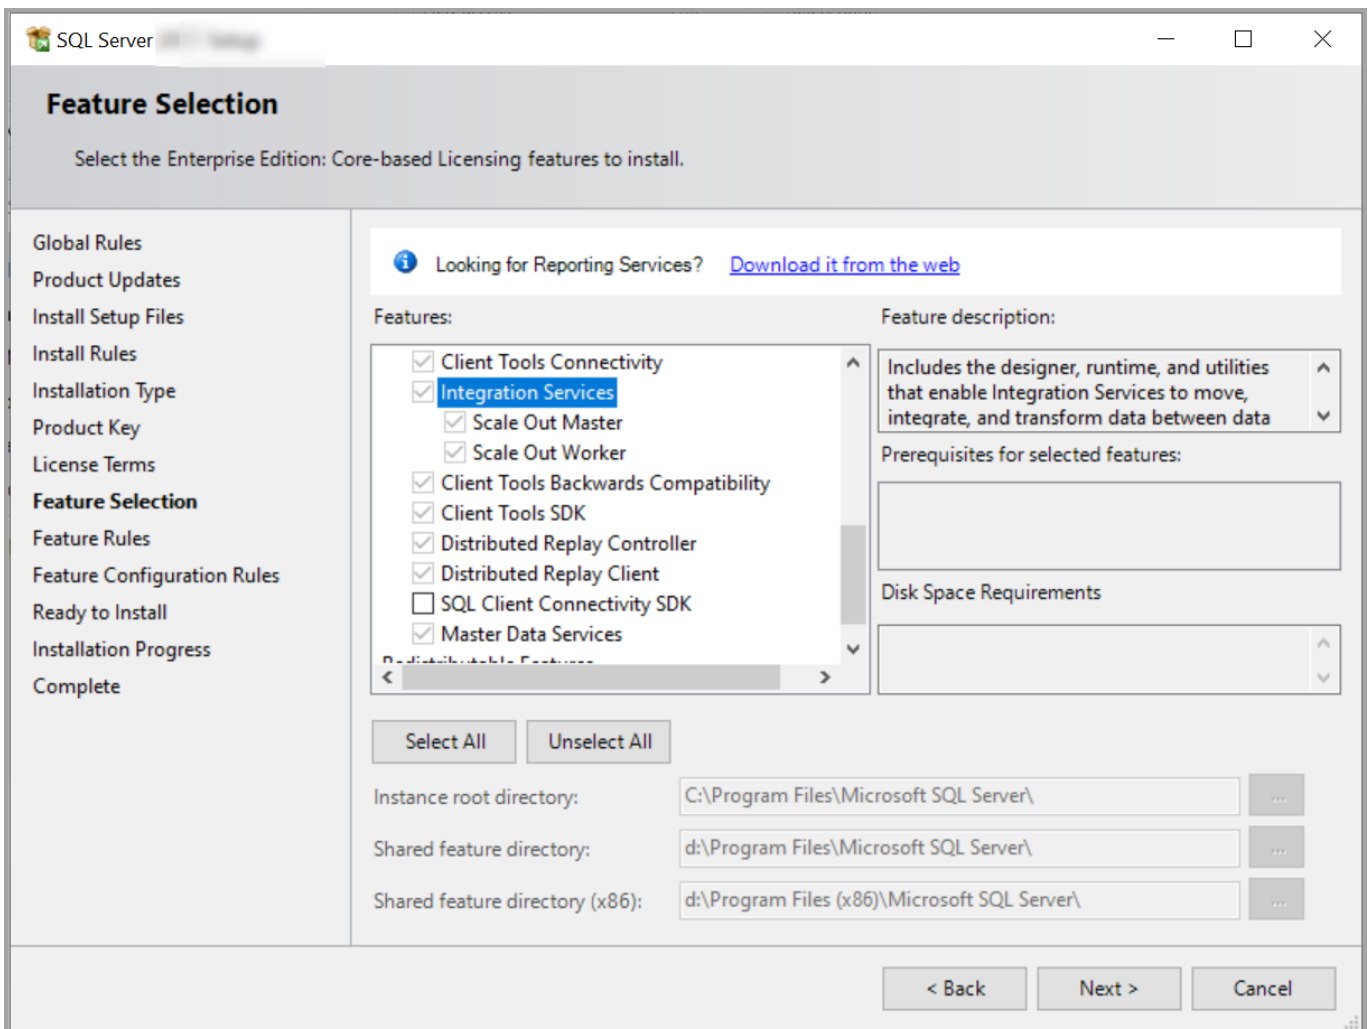 SQL Server
Feature Selection
Select the Enterprise Edition: Core-based Licensing features to install.
Global Rules
Product Updates
Install Setup Files
Install Rules
Installation Type
Product Key
License Terms
Feature Selection
Feature Rules
Feature Configuration Rules
Ready to Install
Installation Progress
Complete
Looking for Reporting Services? Download it from the web
Features:
Client Tools Connectivity
Integration Services
Scale Out Master
Scale Out Worker
Client Tools Backwards Compatibility
Client Tools SDK
Distributed Replay Controller
Distributed Replay Client
SQL Client Connectivity SDK
Master Data Services
Redistributable Features
Feature description:
Includes the designer, runtime, and utilities
that enable Integration Services to move,
integrate, and transform data between data
Prerequisites for selected features:
Disk Space Requirements
Select All
Unselect All
Instance root directory:
C:\Program Files\Microsoft SQL Server\
...
Shared feature directory:
d:\Program Files\Microsoft SQL Server\
...
Shared feature directory (x86):
d:\Program Files (x86)\Microsoft SQL Server\
...
< Back
Next >
Cancel